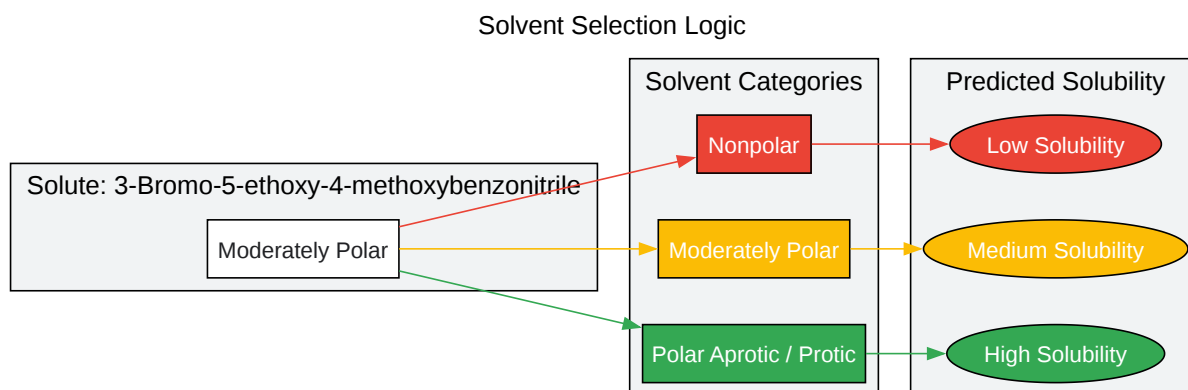 Solvent Selection Logic
Solvent Categories
Predicted Solubility
Nonpolar
Low Solubility
Solute: 3-Bromo-5-ethoxy-4-methoxybenzonitrile
Moderately Polar
Moderately Polar
Medium Solubility
Polar Aprotic / Protic
High Solubility